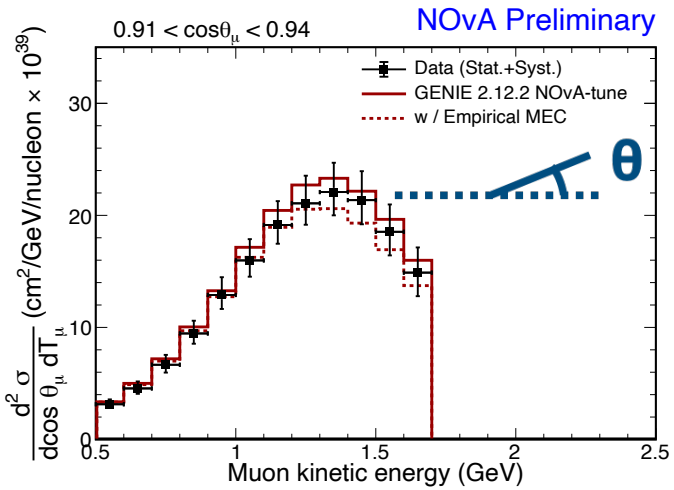 NOvA Preliminary
0.91 < cosθμ < 0.94
Data (Stat.+Syst.)
GENIE 2.12.2 NOvA-tune
w / Empirical MEC
θ
d² σ
dcos θμ dTμ
(cm²/GeV/nucleon × 10³⁹)
30
20
10
0
0.5 1 1.5 2 2.5
Muon kinetic energy (GeV)